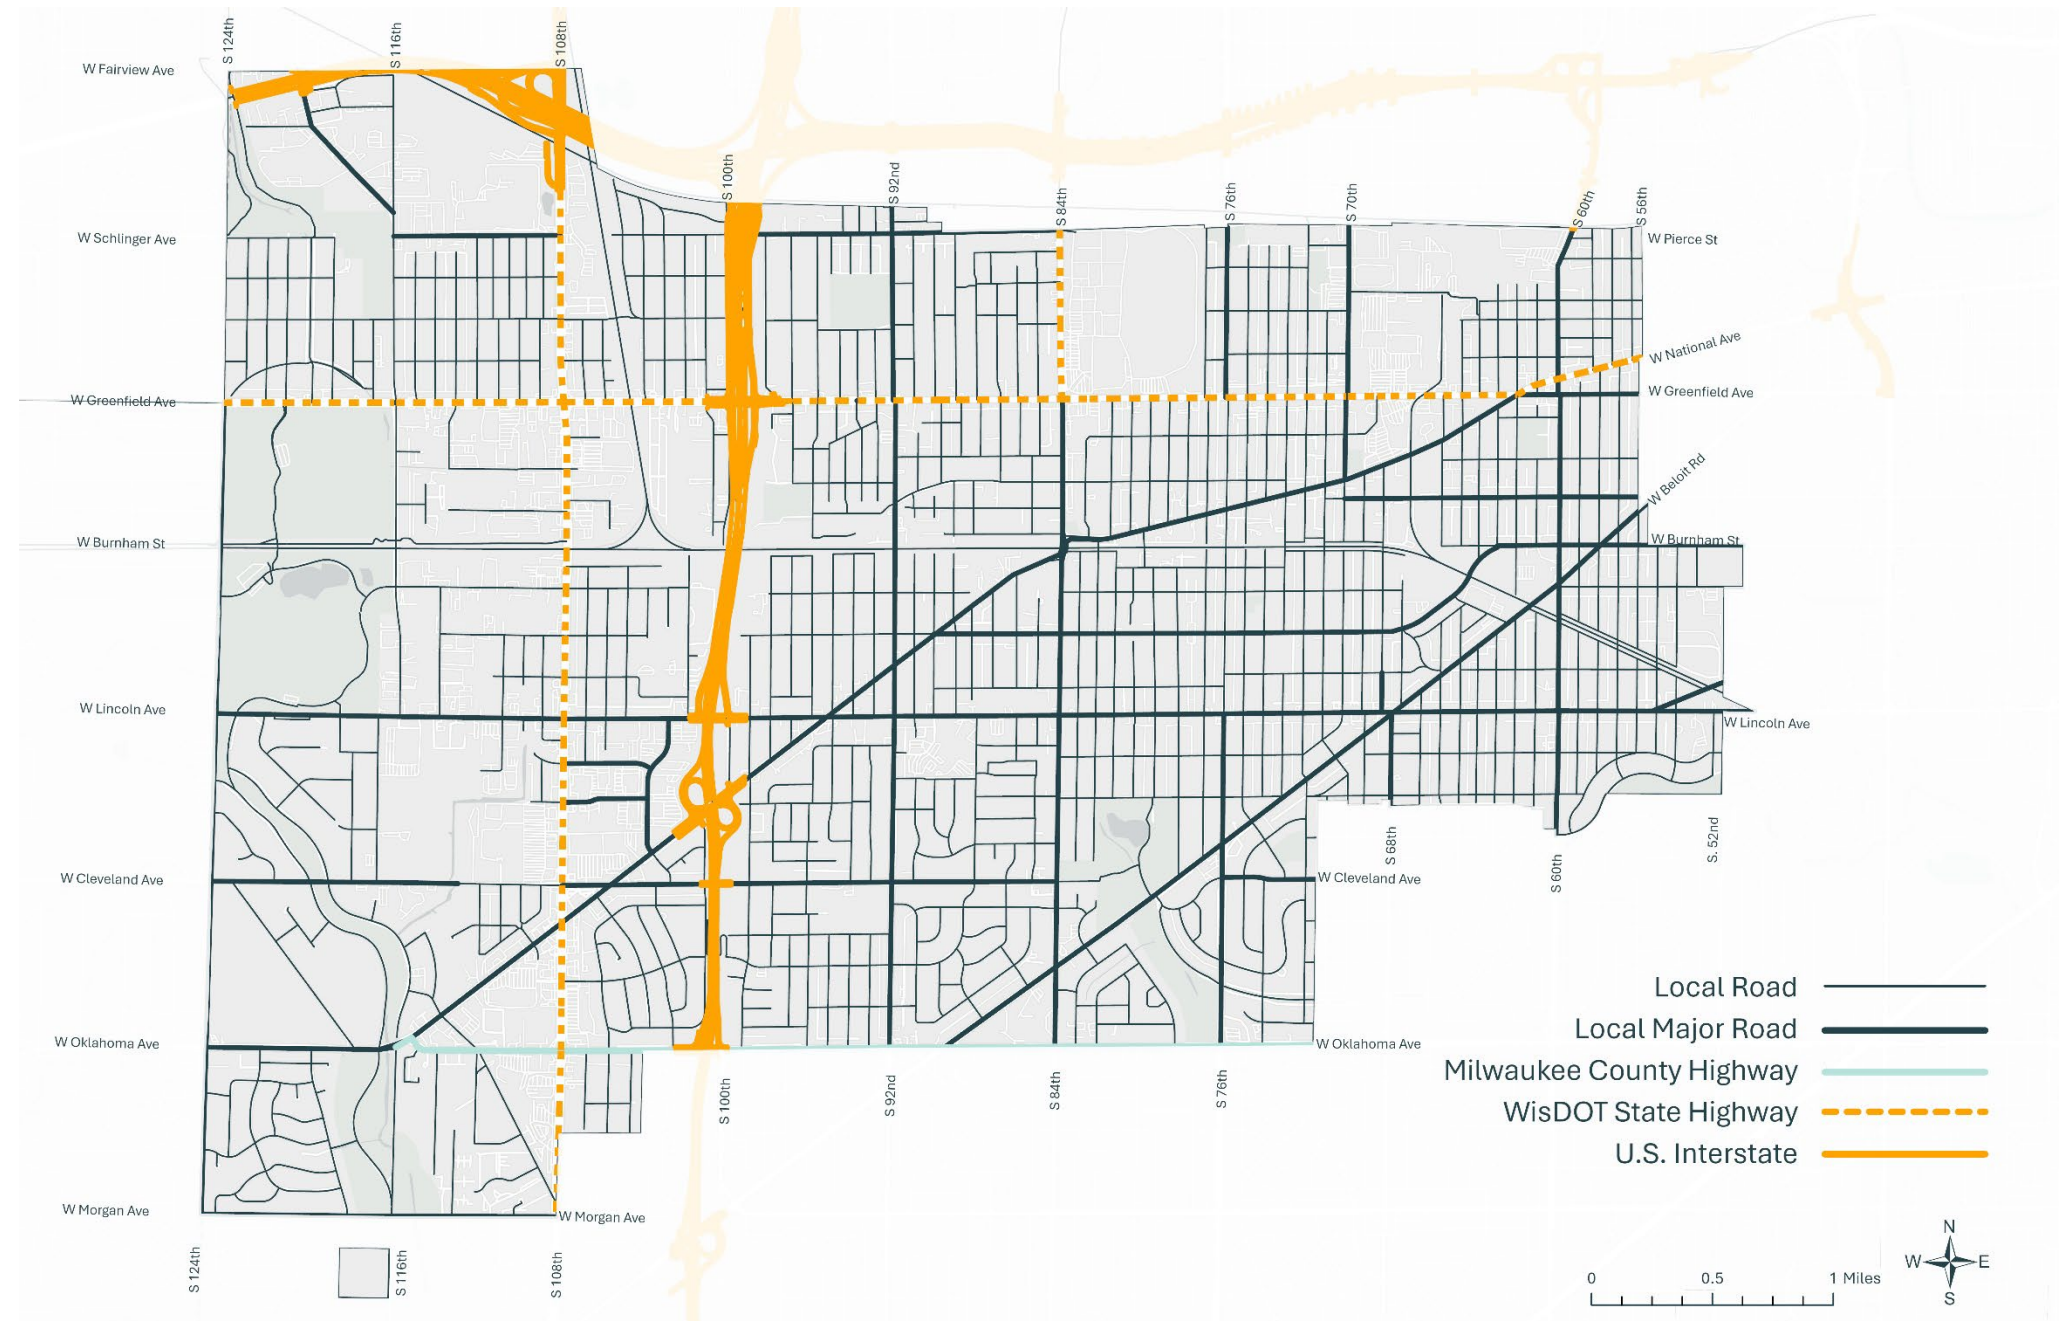 S 124th
S 116th
S 108th
W Fairview Ave
S 100th
S 92nd
S 84th
S 76th
S 70th
S 60th
S 56th
W Schlinger Ave
W Pierce St
W National Ave
W Greenfield Ave
W Greenfield Ave
W Beloit Rd
W Burnham St
W Burnham St
W Lincoln Ave
W Lincoln Ave
S 68th
S 60th
S. 52nd
W Cleveland Ave
W Cleveland Ave
W Oklahoma Ave
W Oklahoma Ave
S 100th
S 92nd
S 84th
S 76th
W Morgan Ave
W Morgan Ave
S 124th
S 116th
S 108th
Local Road
Local Major Road
Milwaukee County Highway
WisDOT State Highway
U.S. Interstate
N
W E
S
0 0.5 1 Miles